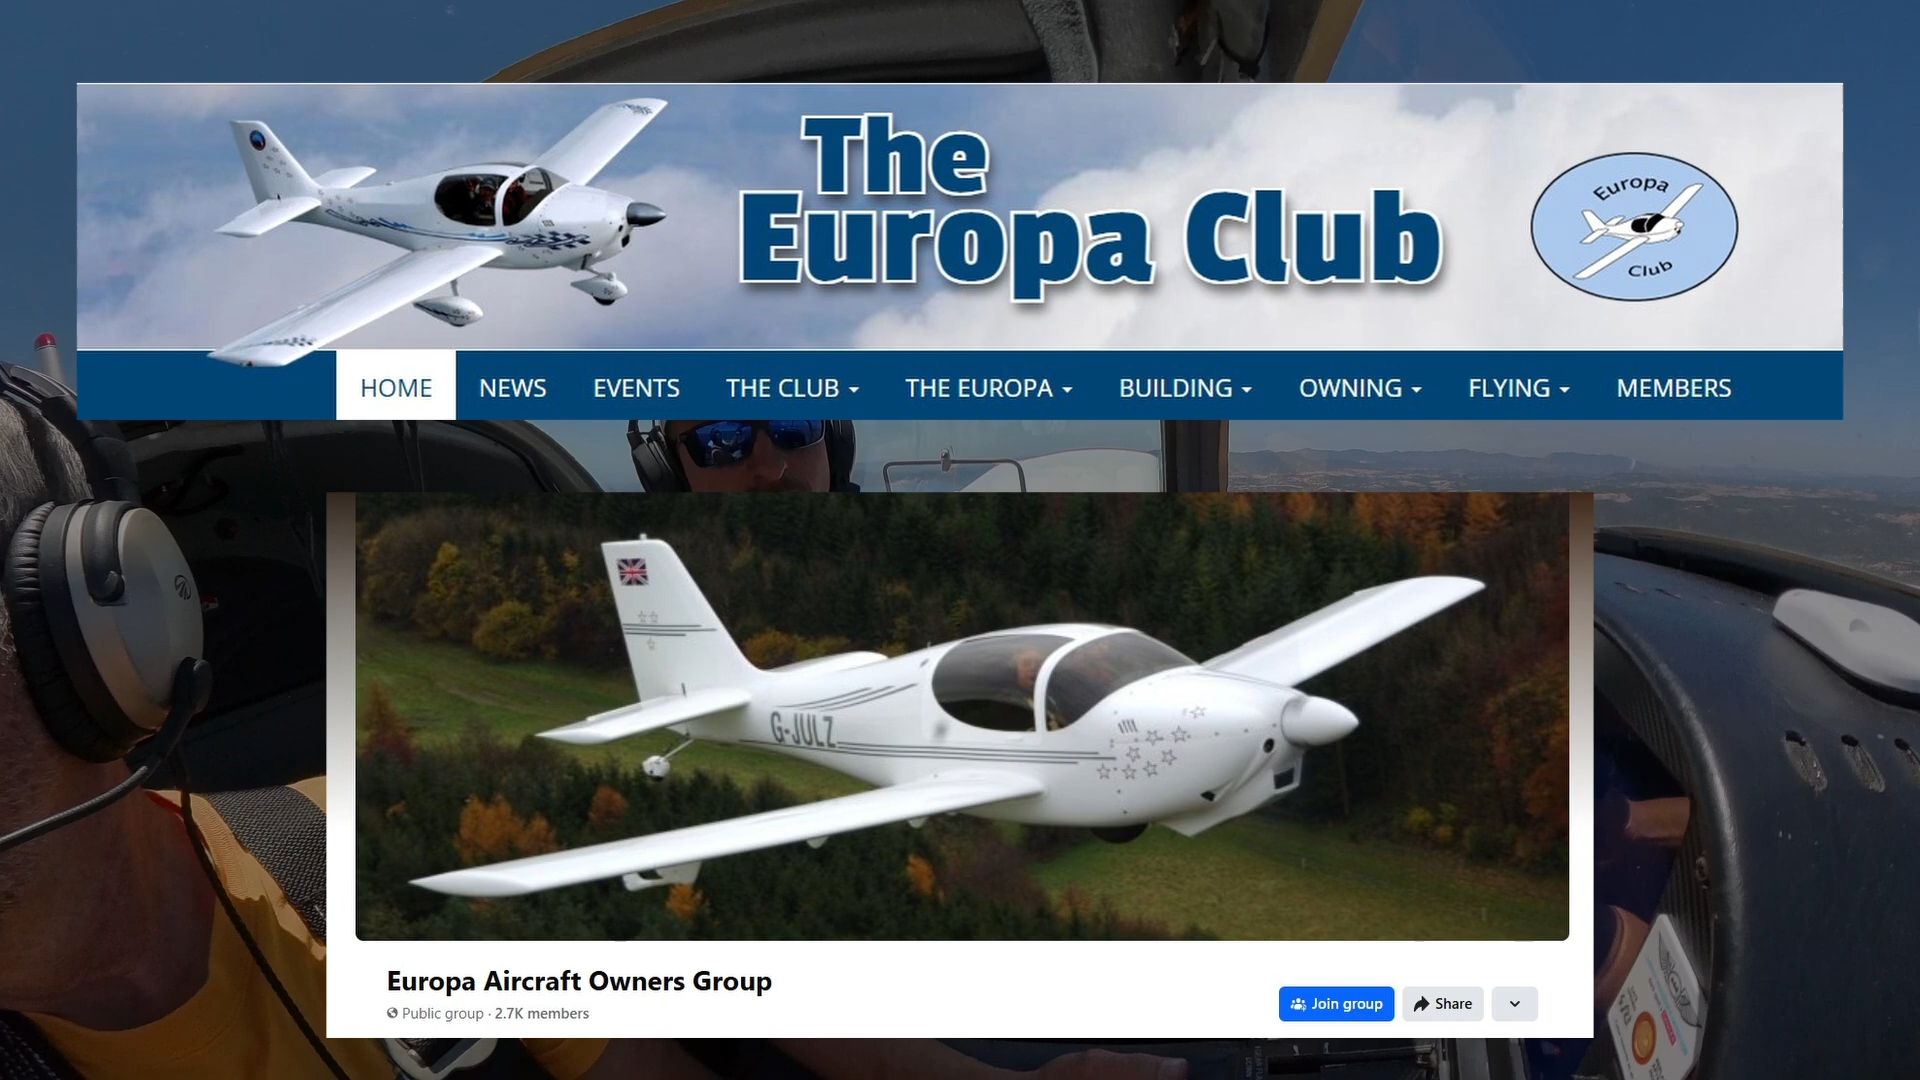 The
Europa Club
Europa
Club
HOME NEWS EVENTS THE CLUB THE EUROPA BUILDING OWNING FLYING MEMBERS
G-JULZ
Europa Aircraft Owners Group
Public group · 2.7K members
Join group Share